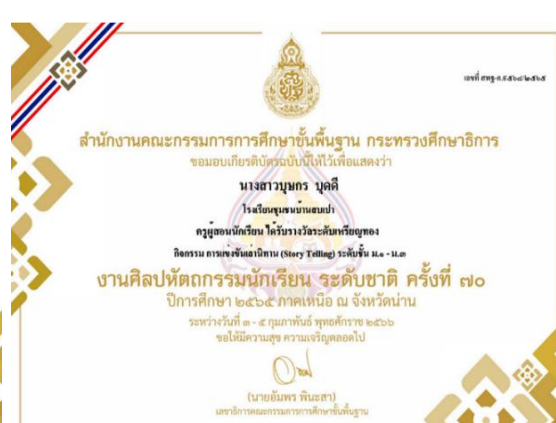 เลขที่ สพฐ-ก.ร๕๖๘/๒๕๖๕
สำนักงานคณะกรรมการการศึกษาขั้นพื้นฐาน กระทรวงศึกษาธิการ
ขอมอบเกียรติบัตรฉบับนี้ให้ไว้เพื่อแสดงว่า
นางสาวบุษกร บุคดี
โรงเรียนชุมชนบ้านสบเปา
ครูผู้สอนนักเรียน ได้รับรางวัลระดับเหรียญทอง
กิจกรรม การแข่งขันเล่านิทาน (Story Telling) ระดับชั้น ม.๑ - ม.๓
งานศิลปหัตถกรรมนักเรียน ระดับชาติ ครั้งที่ ๗๐
ปีการศึกษา ๒๕๖๕ ภาคเหนือ ณ จังหวัดน่าน
ระหว่างวันที่ ๓ - ๕ กุมภาพันธ์ พุทธศักราช ๒๕๖๖
ขอให้มีความสุข ความเจริญตลอดไป
(นายอัมพร พินะสา)
เลขาธิการคณะกรรมการการศึกษาขั้นพื้นฐาน